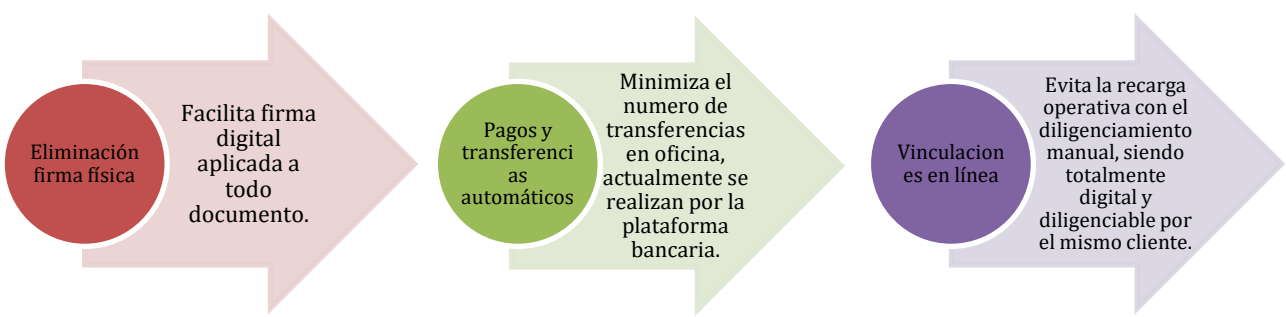 Eliminación
firma física
Facilita firma
digital
aplicada a
todo
documento.
Pagos y
transferenci
as
automáticos
Minimiza el
numero de
transferencias
en oficina,
actualmente se
realizan por la
plataforma
bancaria.
Vinculacion
es en línea
Evita la recarga
operativa con el
diligenciamiento
manual, siendo
totalmente
digital y
diligenciable por
el mismo cliente.